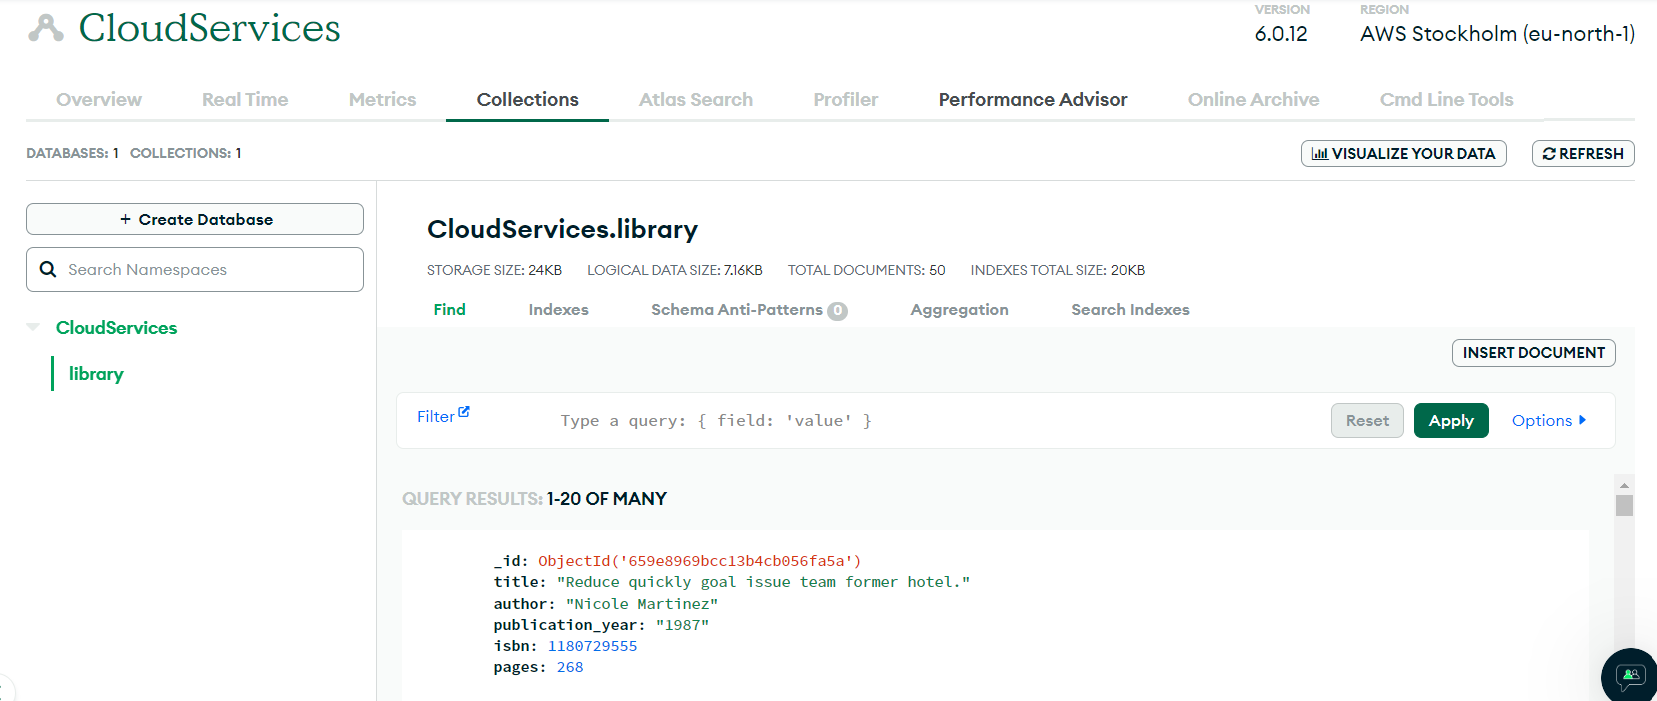 CloudServices
VERSION
6.0.12
REGION
AWS Stockholm (eu-north-1)
Overview
Real Time
Metrics
Collections
Atlas Search
Profiler
Performance Advisor
Online Archive
Cmd Line Tools
DATABASES: 1 COLLECTIONS: 1
VISUALIZE YOUR DATA
REFRESH
+ Create Database
Search Namespaces
CloudServices
library
CloudServices.library
STORAGE SIZE: 24KB LOGICAL DATA SIZE: 7.16KB TOTAL DOCUMENTS: 50 INDEXES TOTAL SIZE: 20KB
Find
Indexes
Schema Anti-Patterns 0
Aggregation
Search Indexes
INSERT DOCUMENT
Filter
Type a query: { field: 'value' }
Reset
Apply
Options
QUERY RESULTS: 1-20 OF MANY
_id: ObjectId('659e8969bcc13b4cb056fa5a')
title: "Reduce quickly goal issue team former hotel."
author: "Nicole Martinez"
publication_year: "1987"
isbn: 1180729555
pages: 268